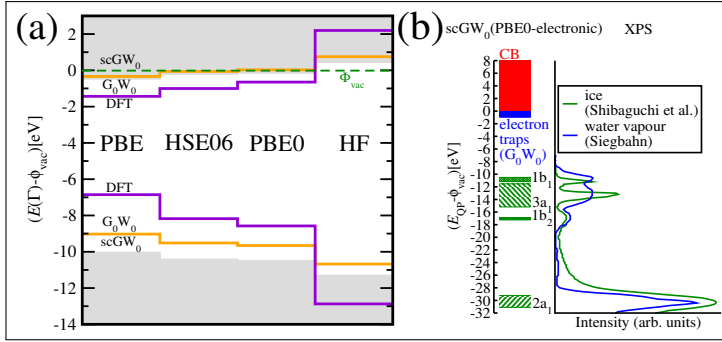 (a)
(E(Γ)-ϕvac)[eV]
2
0
-2
-4
-6
-8
-10
-12
-14
scGW0
G0W0
DFT
Φvac
PBE HSE06 PBE0 HF
DFT
G0W0
scGW0
(b)
scGW0(PBE0-electronic) XPS
CB
(EQP-ϕvac)[eV]
8
6
4
2
0
-2
-4
-6
-8
-10
-12
-14
-16
-18
-20
-22
-24
-26
-28
-30
-32
electron
traps
(G0W0)
1b1
3a1
1b2
2a1
ice
(Shibaguchi et al.)
water vapour
(Siegbahn)
Intensity (arb. units)